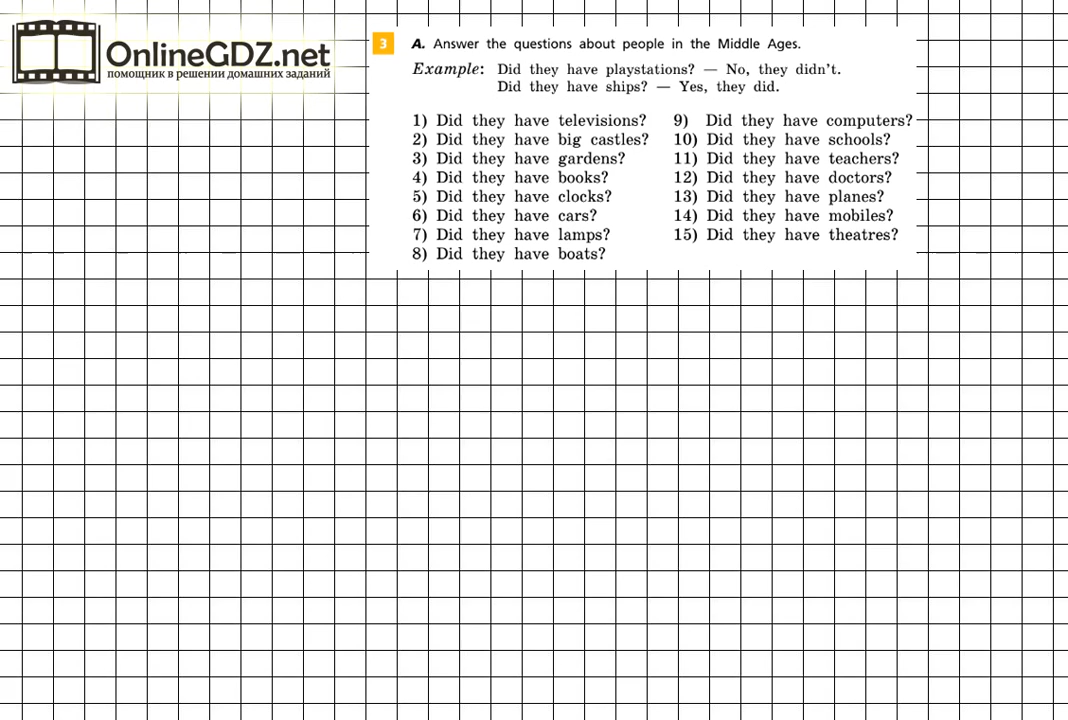 OnlineGDZ.net
помощник в решении домашних заданий
3 A. Answer the questions about people in the Middle Ages.
Example: Did they have playstations? — No, they didn't.
Did they have ships? — Yes, they did.
1) Did they have televisions?
2) Did they have big castles?
3) Did they have gardens?
4) Did they have books?
5) Did they have clocks?
6) Did they have cars?
7) Did they have lamps?
8) Did they have boats?
9) Did they have computers?
10) Did they have schools?
11) Did they have teachers?
12) Did they have doctors?
13) Did they have planes?
14) Did they have mobiles?
15) Did they have theatres?